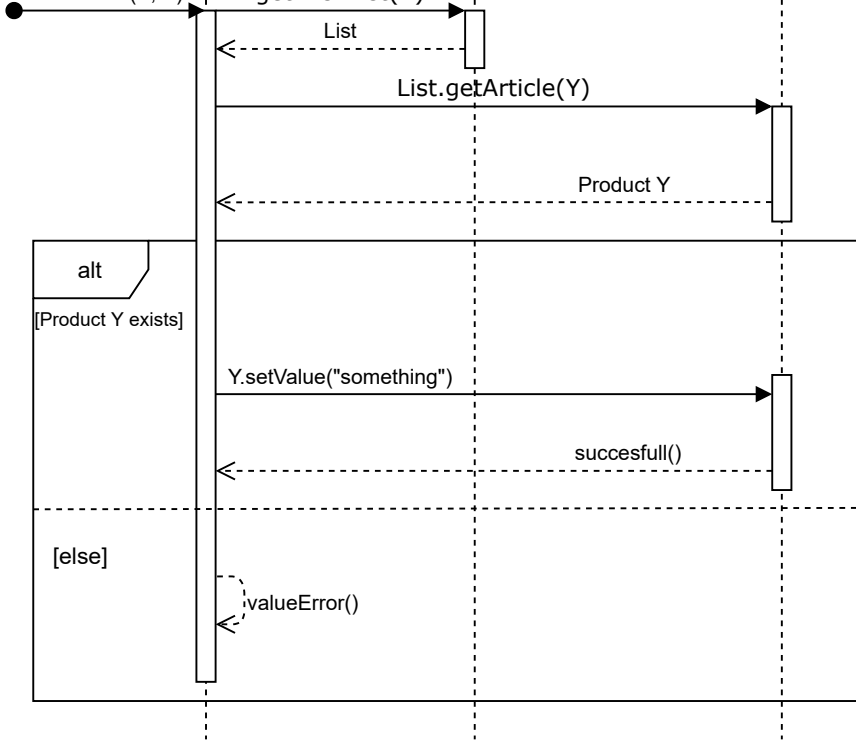 List
List.getArticle(Y)
Product Y
alt
[Product Y exists]
Y.setValue("something")
succesfull()
[else]
valueError()